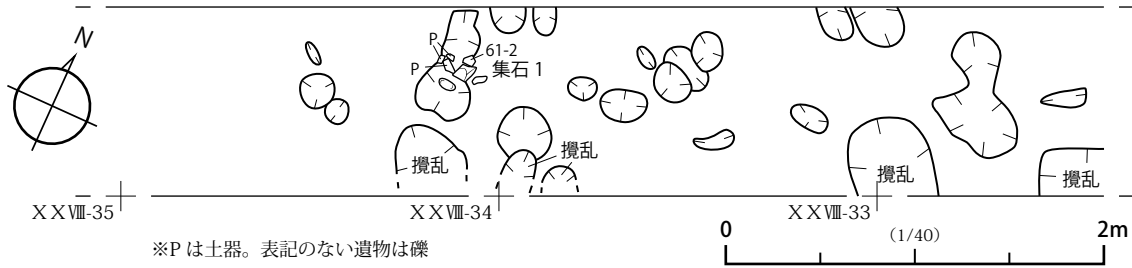 N
P
61-2
P
集石 1
攪乱
攪乱
攪乱
攪乱
ⅩⅩⅧ-35
ⅩⅩⅧ-34
ⅩⅩⅧ-33
※P は土器。表記のない遺物は礫
0
（1/40）
2m